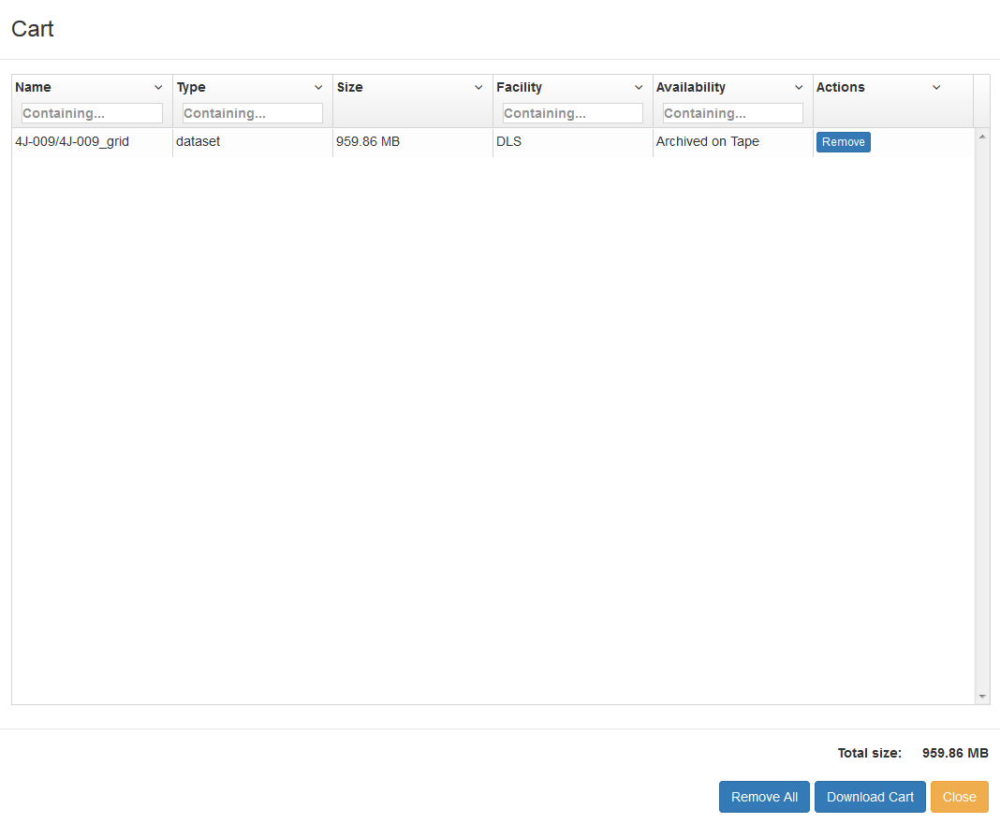 Cart
Name Type Size Facility Availability Actions
Containing... Containing... Containing... Containing...
4J-009/4J-009_grid dataset 959.86 MB DLS Archived on Tape Remove
Total size: 959.86 MB
Remove All Download Cart Close